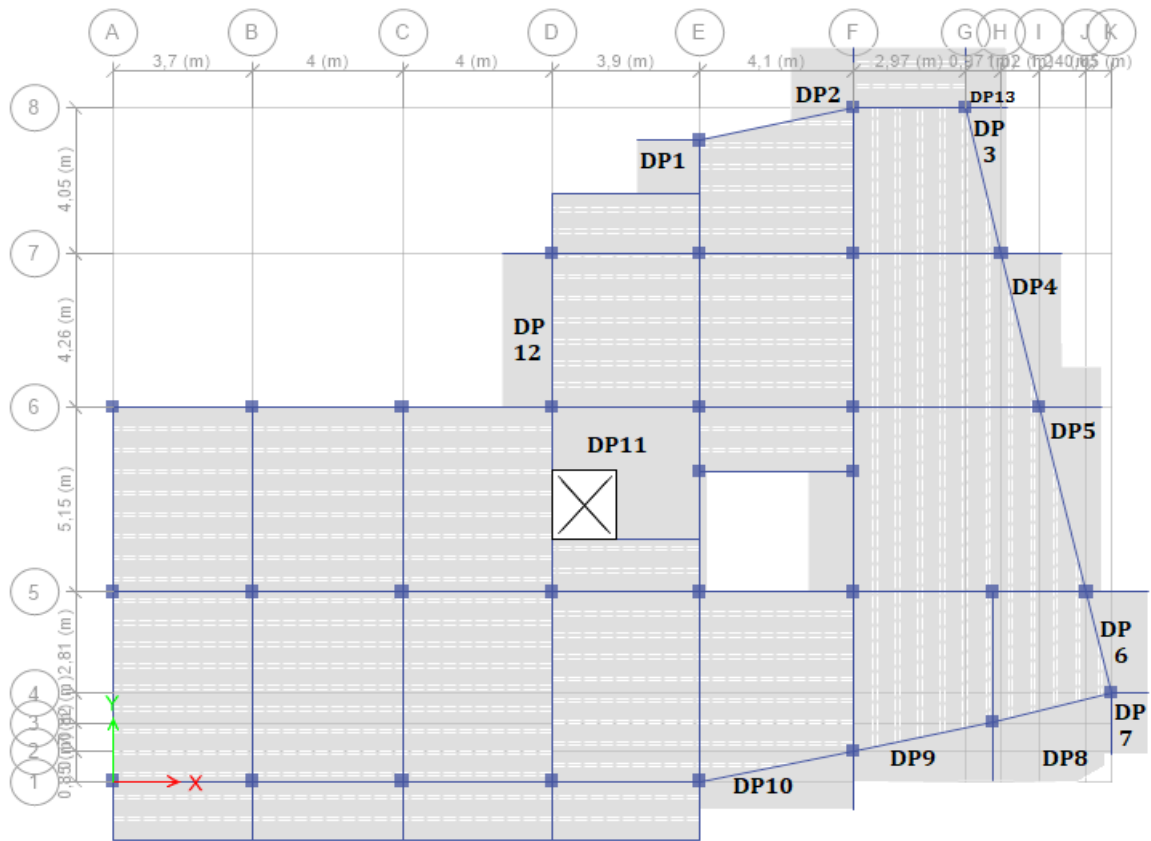 A B C D E F G H I J K
3,7 (m) 4 (m) 4 (m) 3,9 (m) 4,1 (m) 2,97 (m)
8
DP2
DP13
DP
3
4,05 (m)
DP1
7
DP4
4,26 (m)
DP
12
6
DP5
DP11
5,15 (m)
5
2,81 (m)
DP
6
4
Y
DP
7
3
2
DP9
DP8
1
X
DP10